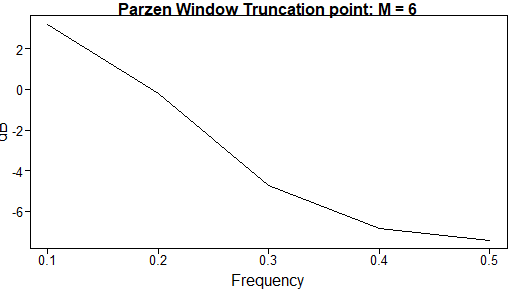 Parzen Window Truncation point: M = 6
2
0
-2
-4
-6
dB
0.1 0.2 0.3 0.4 0.5
Frequency